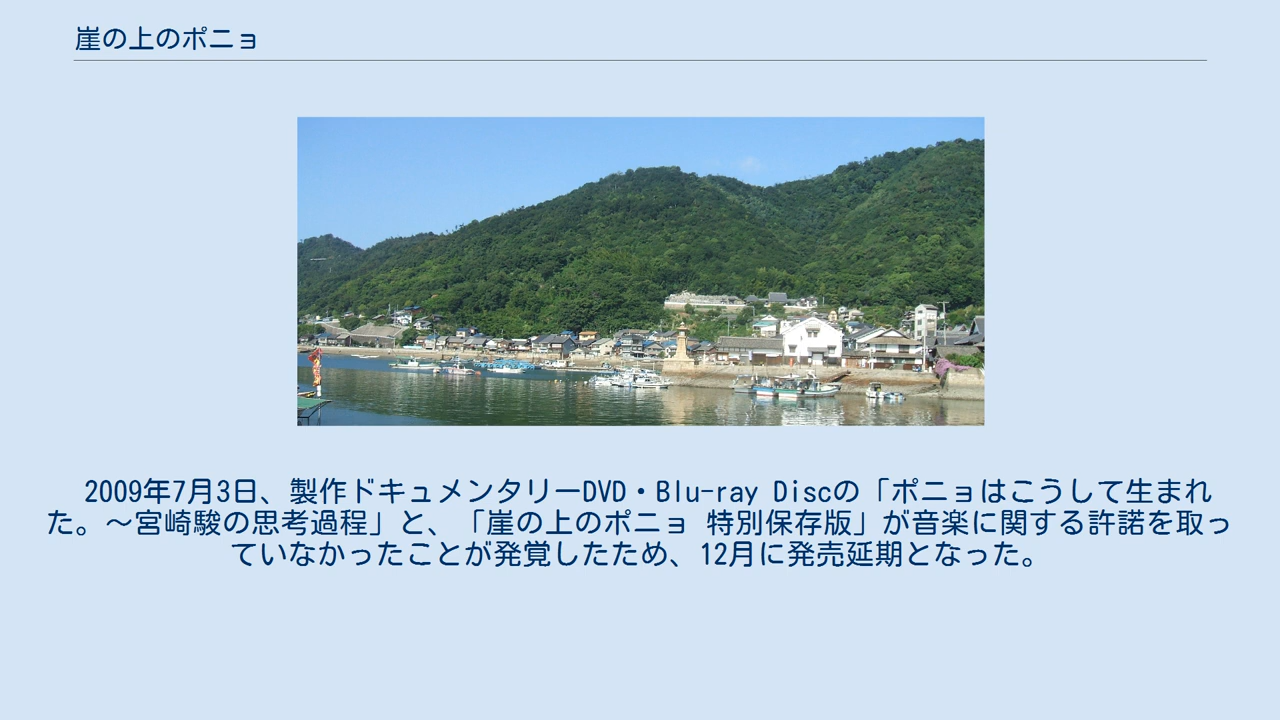 崖の上のポニョ
2009年7月3日、製作ドキュメンタリーDVD・Blu-ray Discの「ポニョはこうして生まれ
た。～宮崎駿の思考過程」と、「崖の上のポニョ 特別保存版」が音楽に関する許諾を取っ
ていなかったことが発覚したため、12月に発売延期となった。